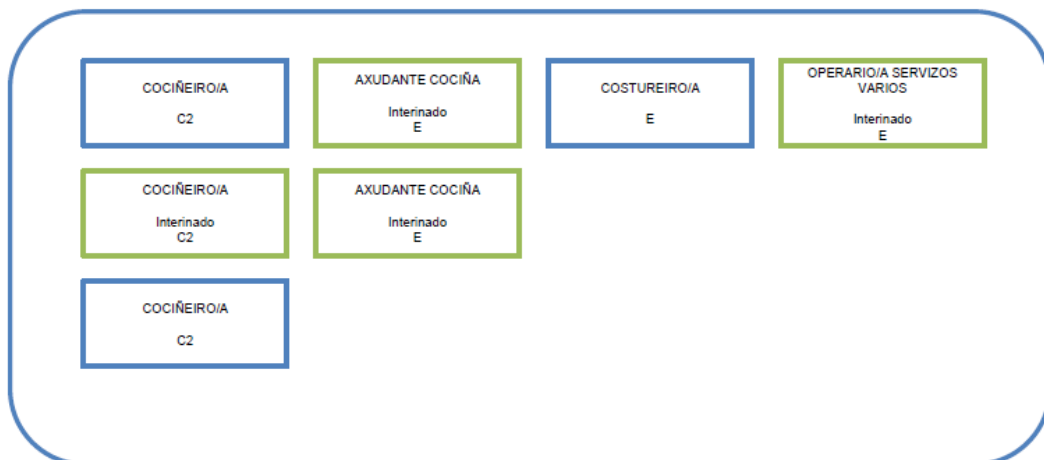 COCIÑEIRO/A
C2
AXUDANTE COCIÑA
Interinado
E
COSTUREIRO/A
E
OPERARIO/A SERVIZOS
VARIOS
Interinado
E
COCIÑEIRO/A
Interinado
C2
AXUDANTE COCIÑA
Interinado
E
COCIÑEIRO/A
C2